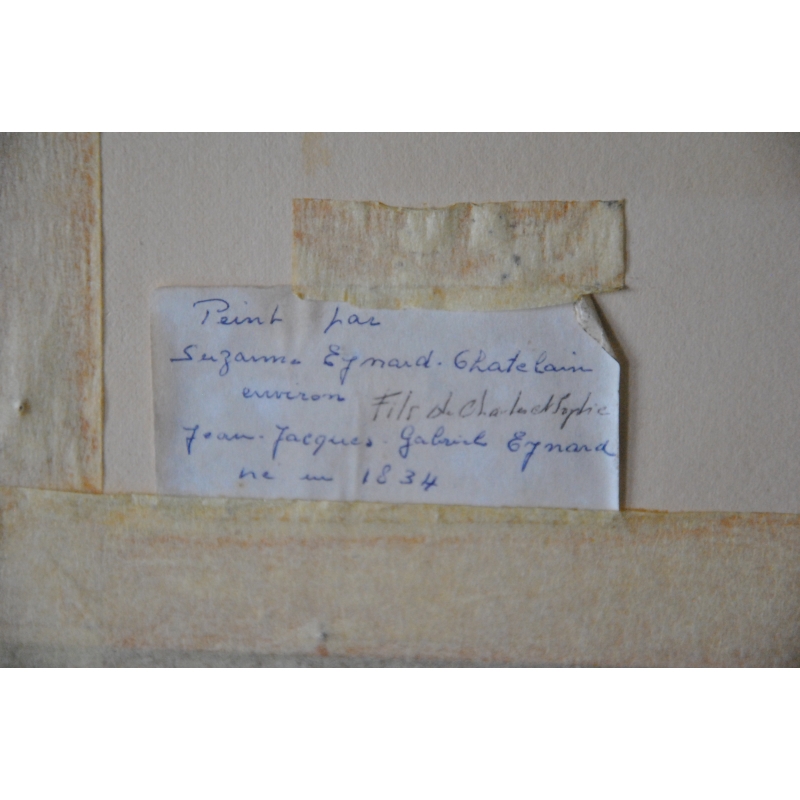 Peint par
Suzanne Eynard-Chatelain
environ Fils de Charles et Sophie
Jean-Jacques-Gabriel Eynard
né en 1834